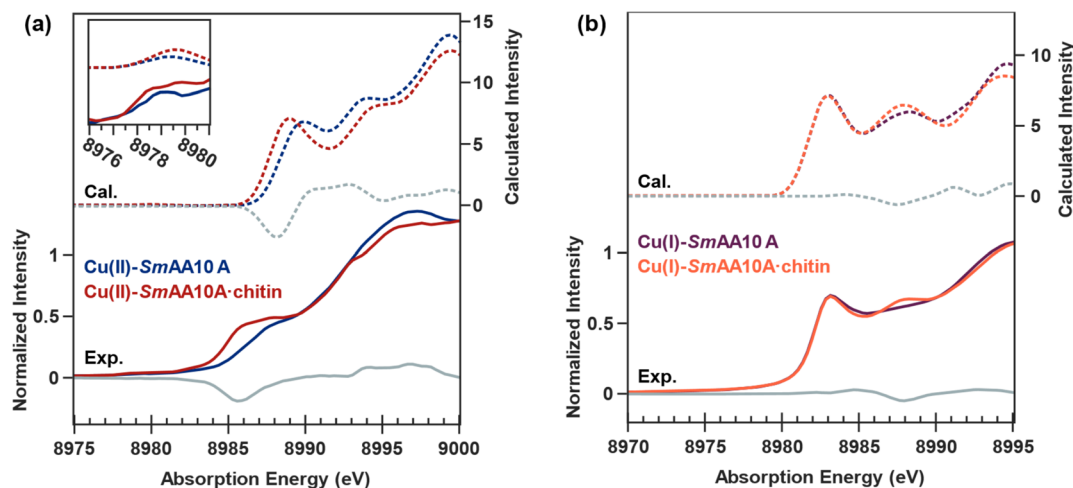 (a)
15
10
5
0
Calculated Intensity
8976
8978
8980
Cal.
1
0.5
0
Normalized Intensity
Cu(II)-SmAA10 A
Cu(II)-SmAA10A·chitin
Exp.
8975
8980
8985
8990
8995
9000
Absorption Energy (eV)
(b)
10
5
0
Calculated Intensity
Cal.
1
0.5
0
Normalized Intensity
Cu(I)-SmAA10 A
Cu(I)-SmAA10A·chitin
Exp.
8970
8975
8980
8985
8990
8995
Absorption Energy (eV)